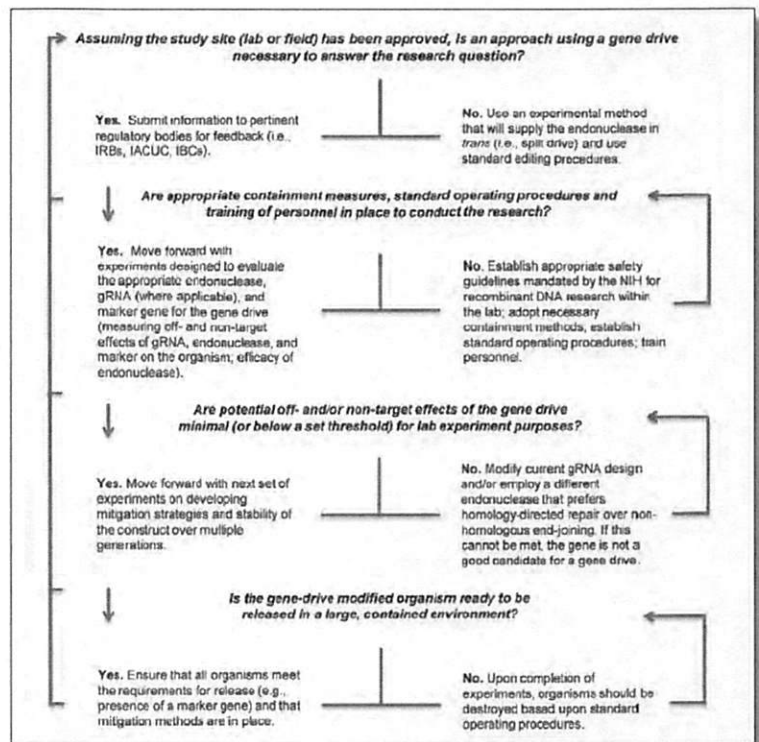 Assuming the study site (lab or field) has been approved, is an approach using a gene drive
necessary to answer the research question?
Yes. Submit information to pertinent
regulatory bodies for feedback (i.e.,
IRBs, IACUC, IBCs).
No. Use an experimental method
that will supply the endonuclease in
trans (i.e., split drive) and use
standard editing procedures.
Are appropriate containment measures, standard operating procedures and
training of personnel in place to conduct the research?
Yes. Move forward with
experiments designed to evaluate
the appropriate endonuclease,
gRNA (where applicable), and
marker gene for the gene drive
(measuring off- and non-target
effects of gRNA, endonuclease, and
marker on the organism; efficacy of
endonuclease).
No. Establish appropriate safety
guidelines mandated by the NIH for
recombinant DNA research within
the lab; adopt necessary
containment methods, establish
standard operating procedures; train
personnel.
Are potential off- and/or non-target effects of the gene drive
minimal (or below a set threshold) for lab experiment purposes?
Yes. Move forward with next set of
experiments on developing
mitigation strategies and stability of
the construct over multiple
generations.
No. Modify current gRNA design
and/or employ a different
endonuclease that prefers
homology-directed repair over non-
homologous end-joining. If this
cannot be met, the gene is not a
good candidate for a gene drive.
Is the gene-drive modified organism ready to be
released in a large, contained environment?
Yes. Ensure that all organisms meet
the requirements for release (e.g.,
presence of a marker gene) and that
mitigation methods are in place.
No. Upon completion of
experiments, organisms should be
destroyed based upon standard
operating procedures.